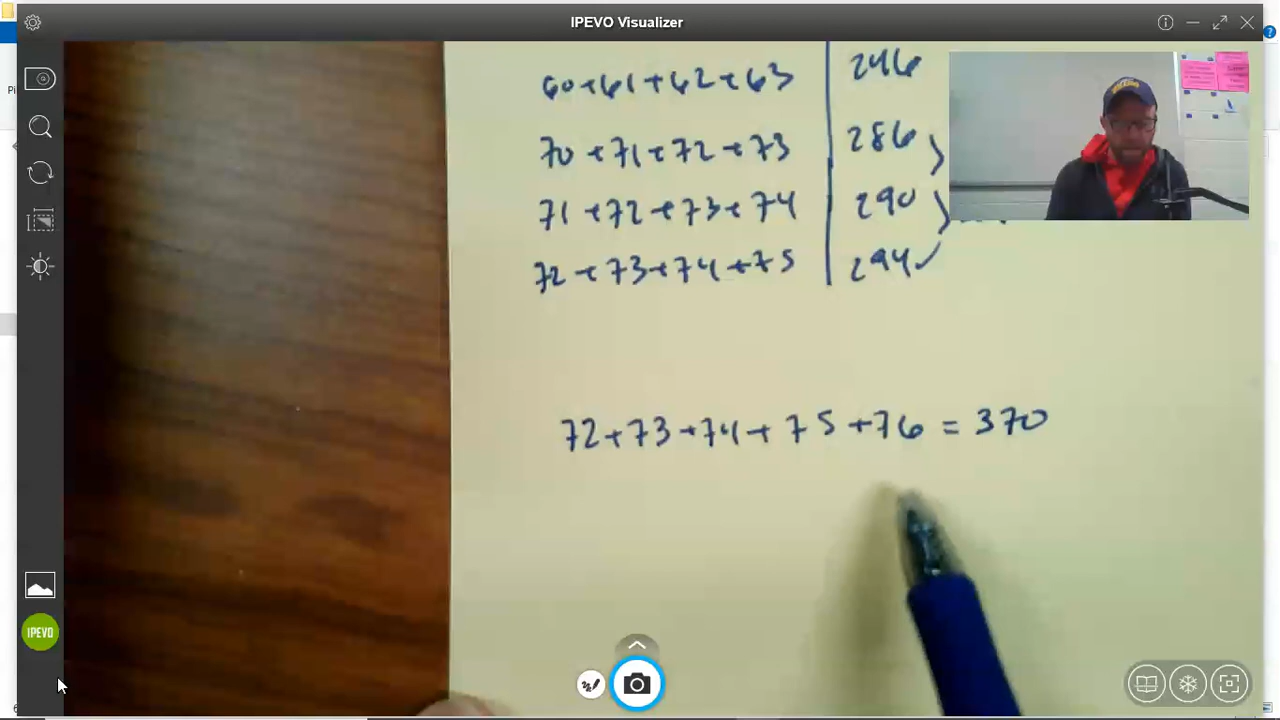 IPEVO Visualizer
60+61+62+63 | 246
70+71+72+73 | 286
71+72+73+74 | 290
72+73+74+75 | 294✓
72+73+74+75+76 = 370
IPEVO